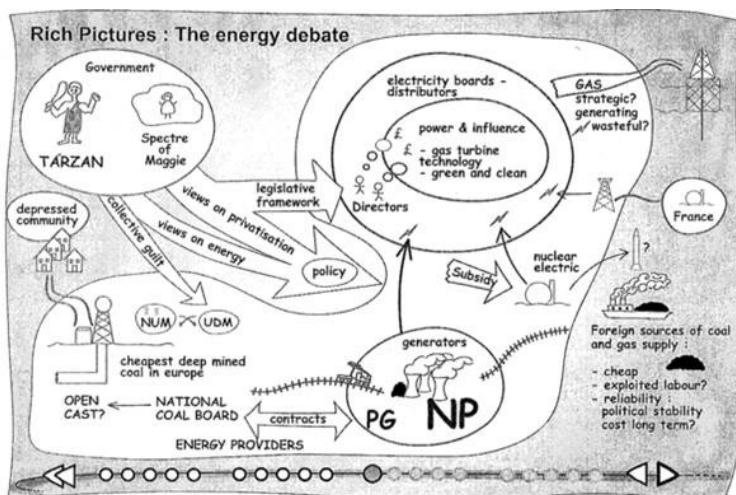 Rich Pictures : The energy debate
Government
TARZAN
Spectre
of
Maggie
electricity boards -
distributors
power & influence
£
£ - gas turbine
technology
- green and clean
Directors
GAS
strategic?
generating
wasteful?
legislative
framework
views on privatisation
views on energy
collective guilt
policy
depressed
community
NUM
UDM
France
nuclear
electric
?
Subsidy
cheapest deep mined
coal in europe
OPEN
CAST?
NATIONAL
COAL BOARD
contracts
ENERGY PROVIDERS
generators
PG
NP
Foreign sources of coal
and gas supply :
- cheap
- exploited labour?
- reliability :
political stability
cost long term?